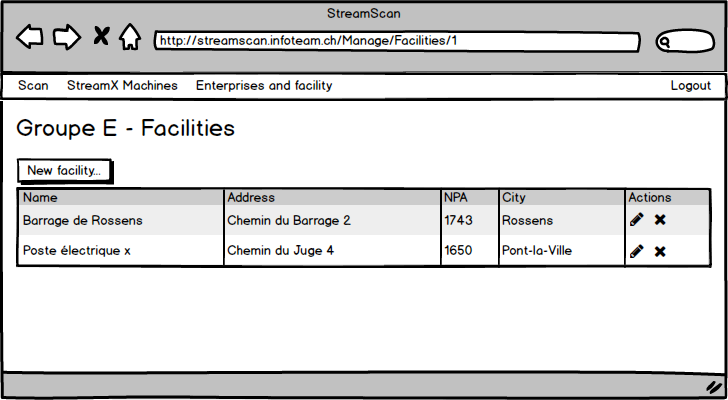 StreamScan
http://streamscan.infoteam.ch/Manage/Facilities/1
Scan StreamX Machines Enterprises and facility Logout
Groupe E - Facilities
New facility...
Name Address NPA City Actions
Barrage de Rossens Chemin du Barrage 2 1743 Rossens
Poste électrique x Chemin du Juge 4 1650 Pont-la-Ville